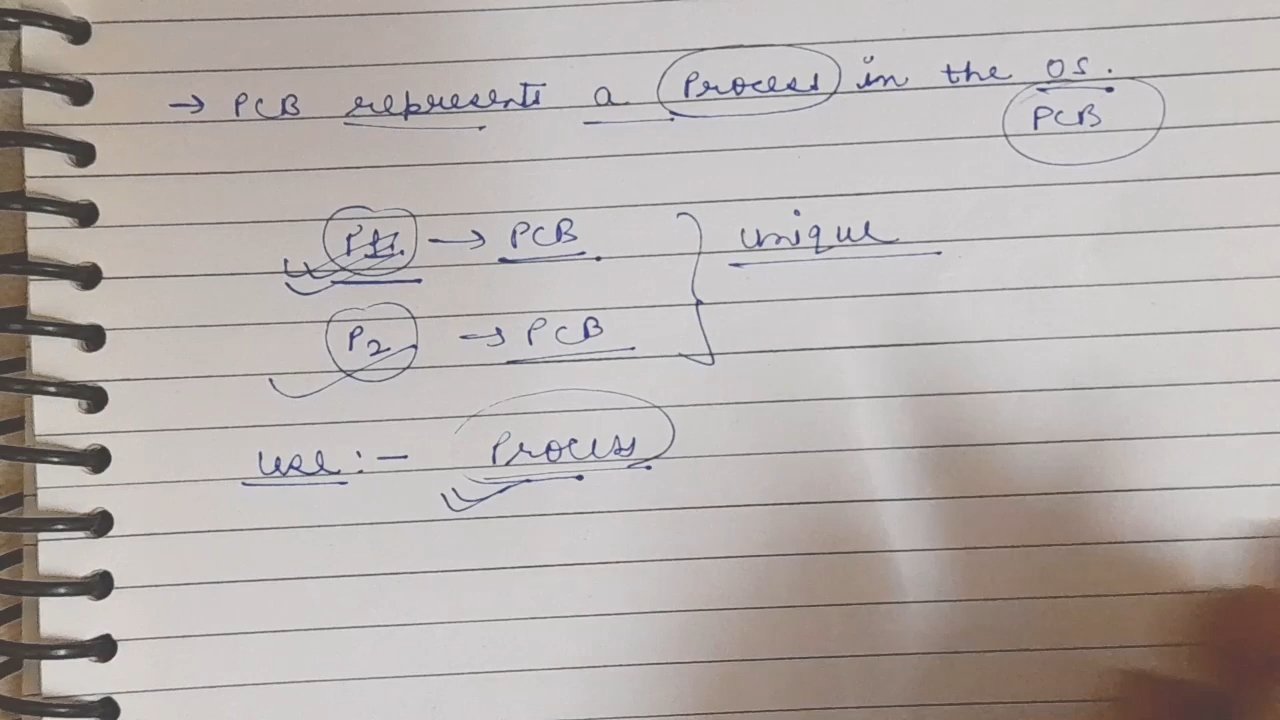 → PCB represents a Process in the OS.
PCB
P1. → PCB } unique
P2 → PCB
use :- Process